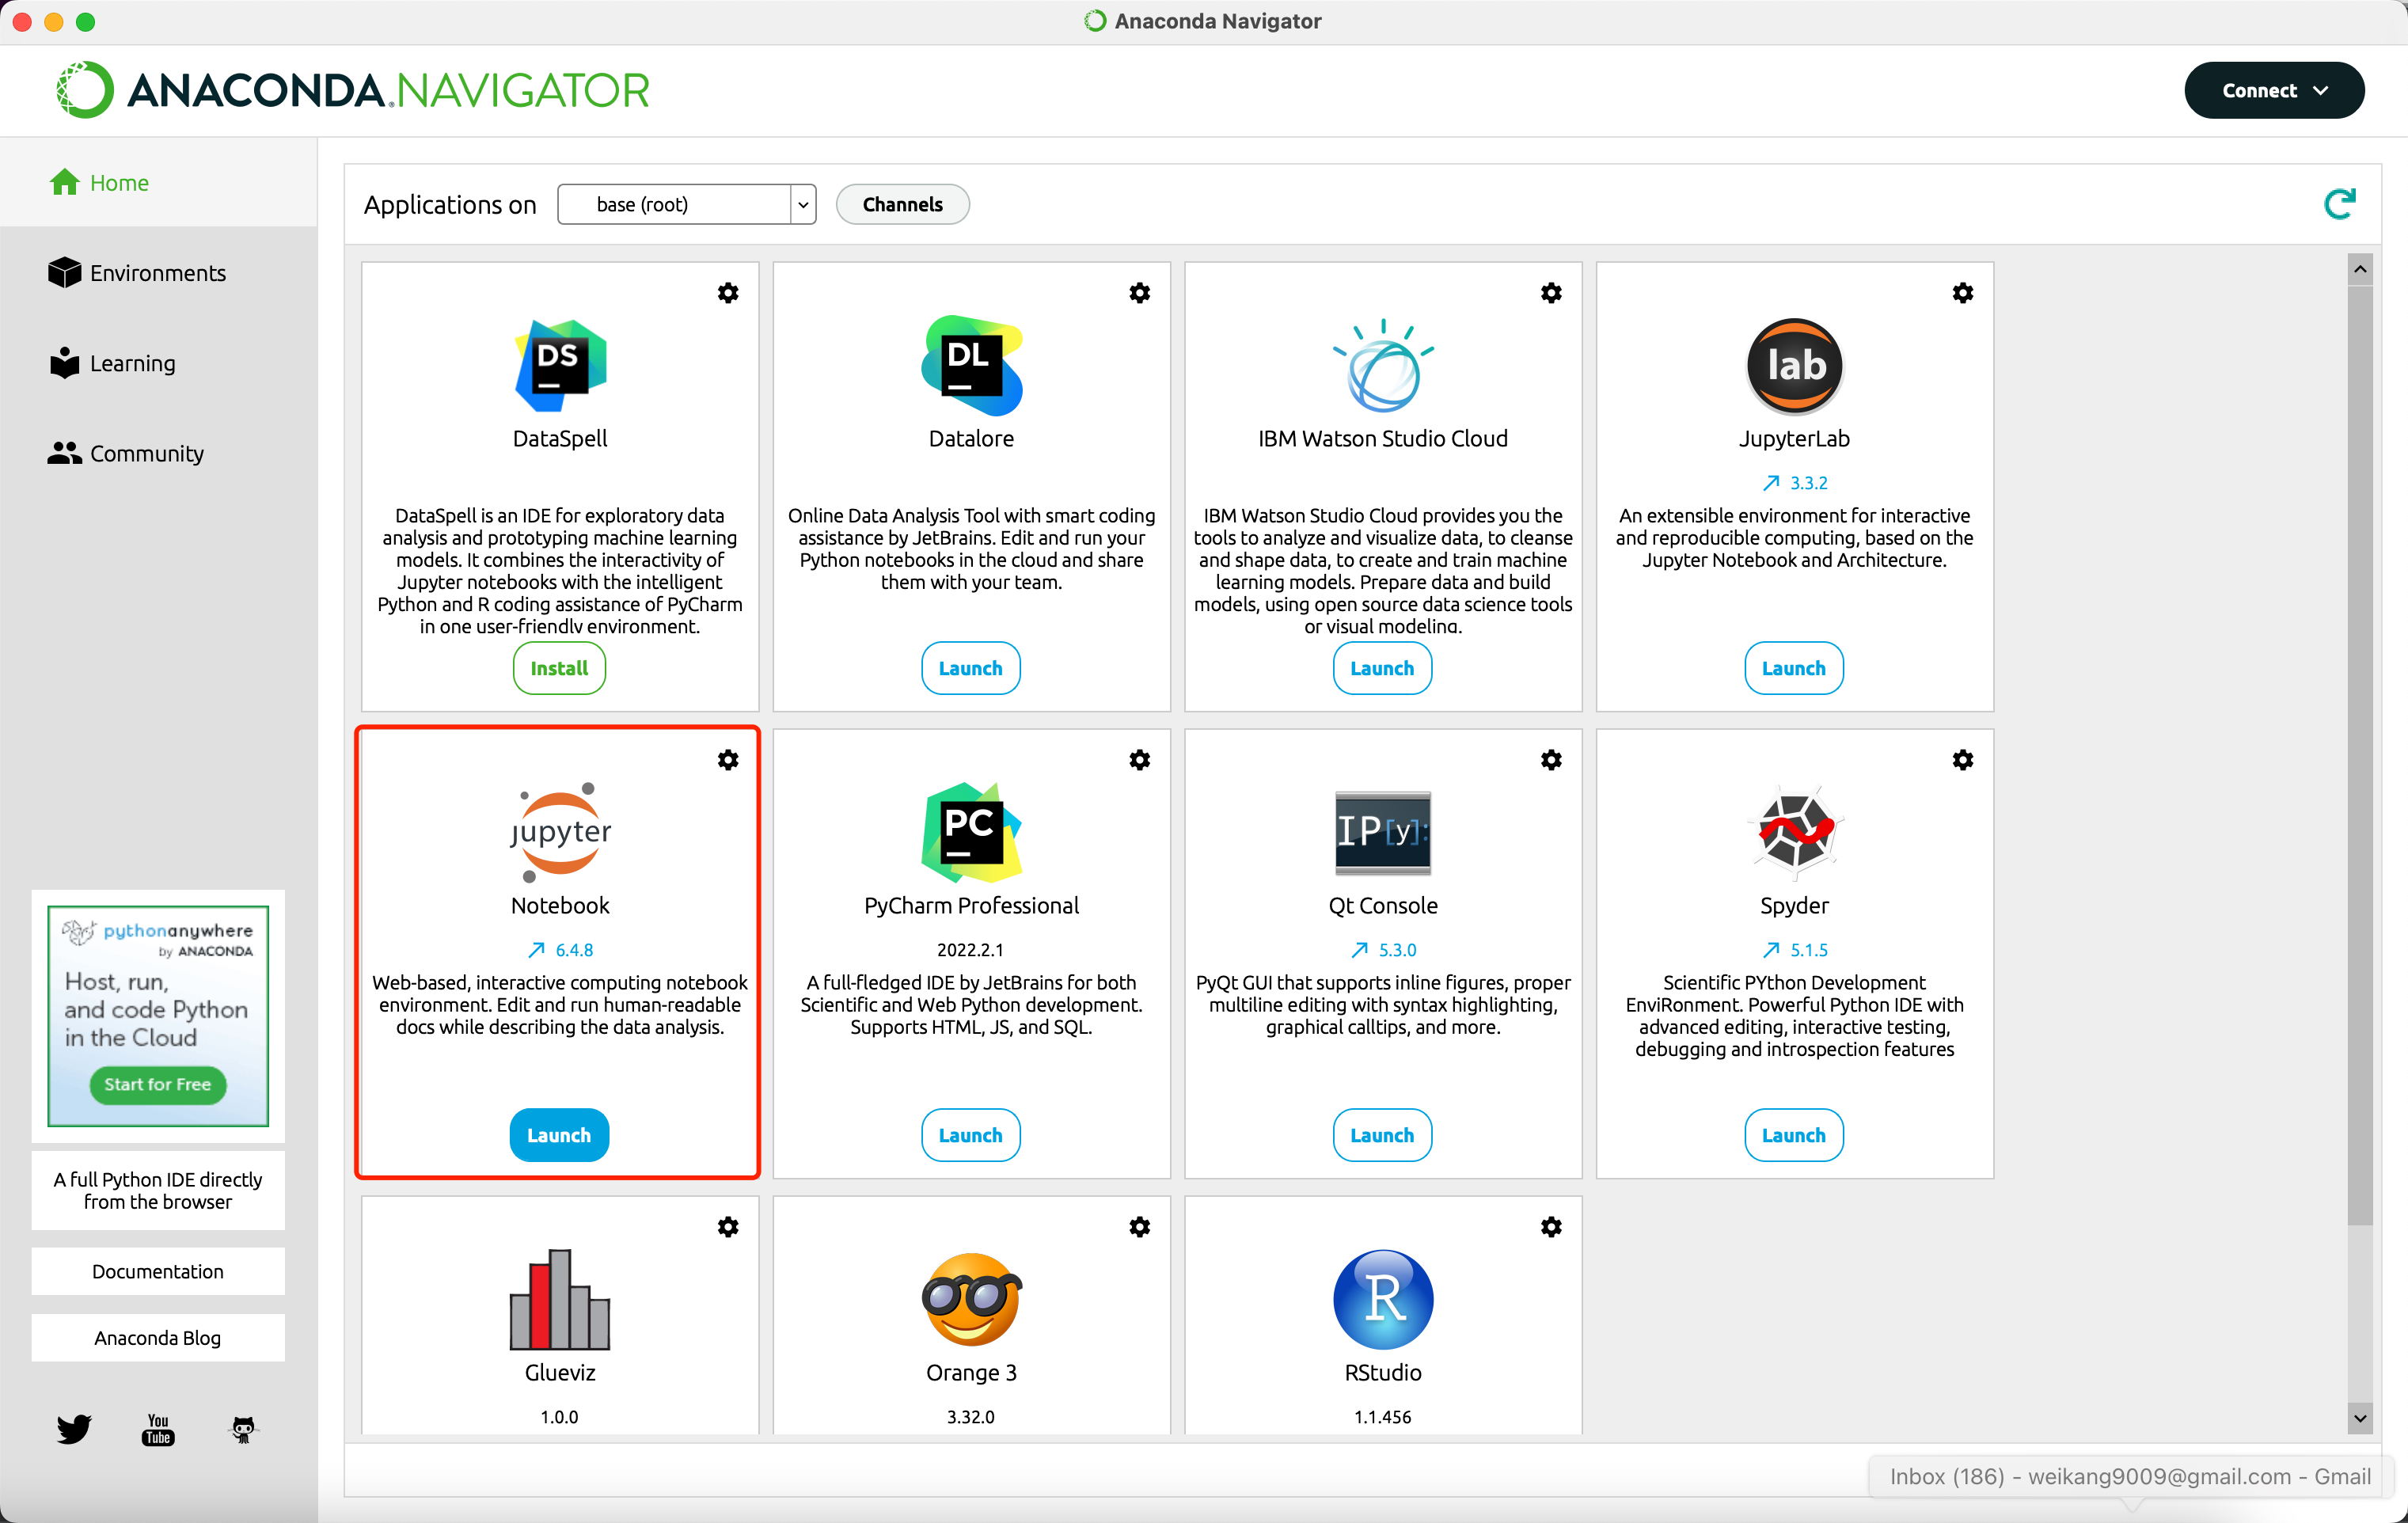 Anaconda Navigator
ANACONDA.NAVIGATOR
Connect
Home
Environments
Learning
Community
pythonanywhere
by ANACONDA
Host, run,
and code Python
in the Cloud
Start for Free
A full Python IDE directly
from the browser
Documentation
Anaconda Blog
You
Tube
Applications on
base (root)
Channels
DS
DataSpell
DataSpell is an IDE for exploratory data
analysis and prototyping machine learning
models. It combines the interactivity of
Jupyter notebooks with the intelligent
Python and R coding assistance of PyCharm
in one user-friendly environment.
Install
DL
Datalore
Online Data Analysis Tool with smart coding
assistance by JetBrains. Edit and run your
Python notebooks in the cloud and share
them with your team.
Launch
IBM Watson Studio Cloud
IBM Watson Studio Cloud provides you the
tools to analyze and visualize data, to cleanse
and shape data, to create and train machine
learning models. Prepare data and build
models, using open source data science tools
or visual modeling.
Launch
lab
JupyterLab
3.3.2
An extensible environment for interactive
and reproducible computing, based on the
Jupyter Notebook and Architecture.
Launch
jupyter
Notebook
6.4.8
Web-based, interactive computing notebook
environment. Edit and run human-readable
docs while describing the data analysis.
Launch
PC
PyCharm Professional
2022.2.1
A full-fledged IDE by JetBrains for both
Scientific and Web Python development.
Supports HTML, JS, and SQL.
Launch
IP[y]:
Qt Console
5.3.0
PyQt GUI that supports inline figures, proper
multiline editing with syntax highlighting,
graphical calltips, and more.
Launch
Spyder
5.1.5
Scientific PYthon Development
EnviRonment. Powerful Python IDE with
advanced editing, interactive testing,
debugging and introspection features
Launch
Glueviz
1.0.0
Orange 3
3.32.0
R
RStudio
1.1.456
Inbox (186) - weikang9009@gmail.com - Gmail